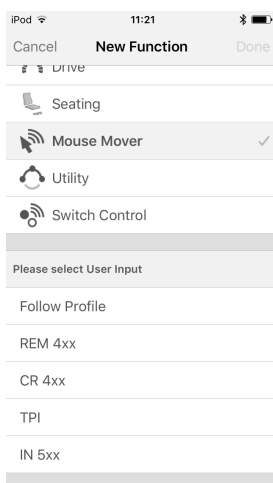 iPod 11:21
Cancel New Function Done
Drive
Seating
Mouse Mover
Utility
Switch Control
Please select User Input
Follow Profile
REM 4xx
CR 4xx
TPI
IN 5xx